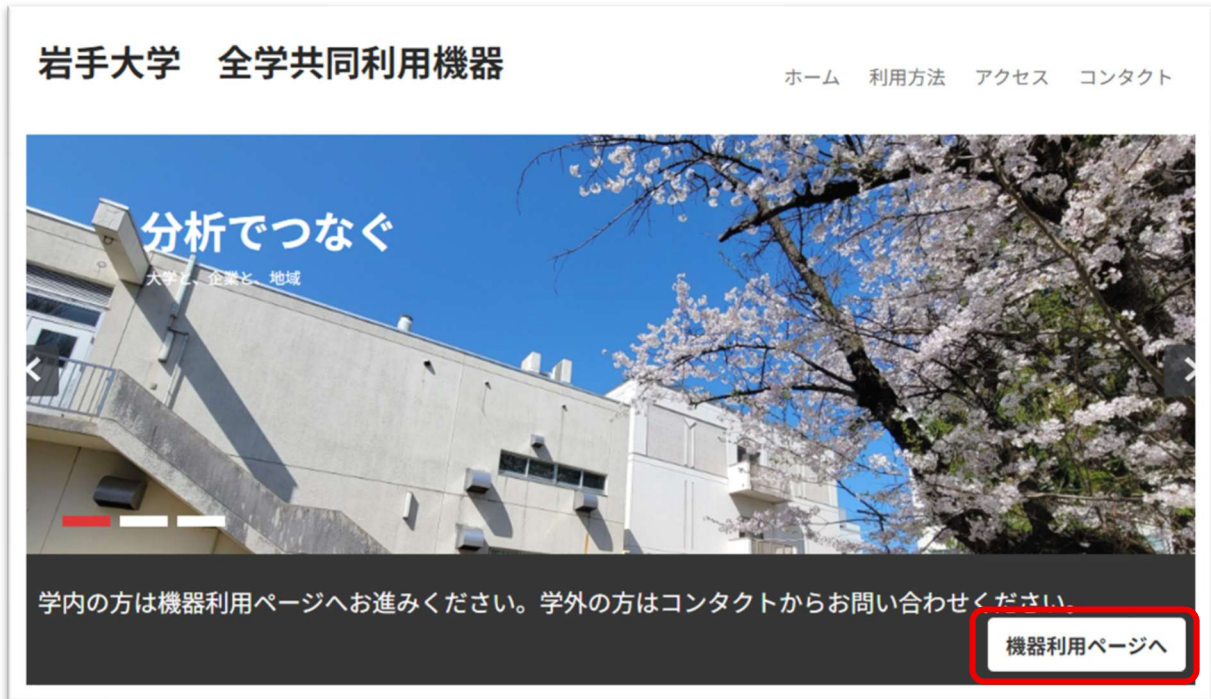 岩手大学　全学共同利用機器
ホーム 利用方法 アクセス コンタクト
分析でつなぐ
大学と、企業と、地域
学内の方は機器利用ページへお進みください。学外の方はコンタクトからお問い合わせください。
機器利用ページへ